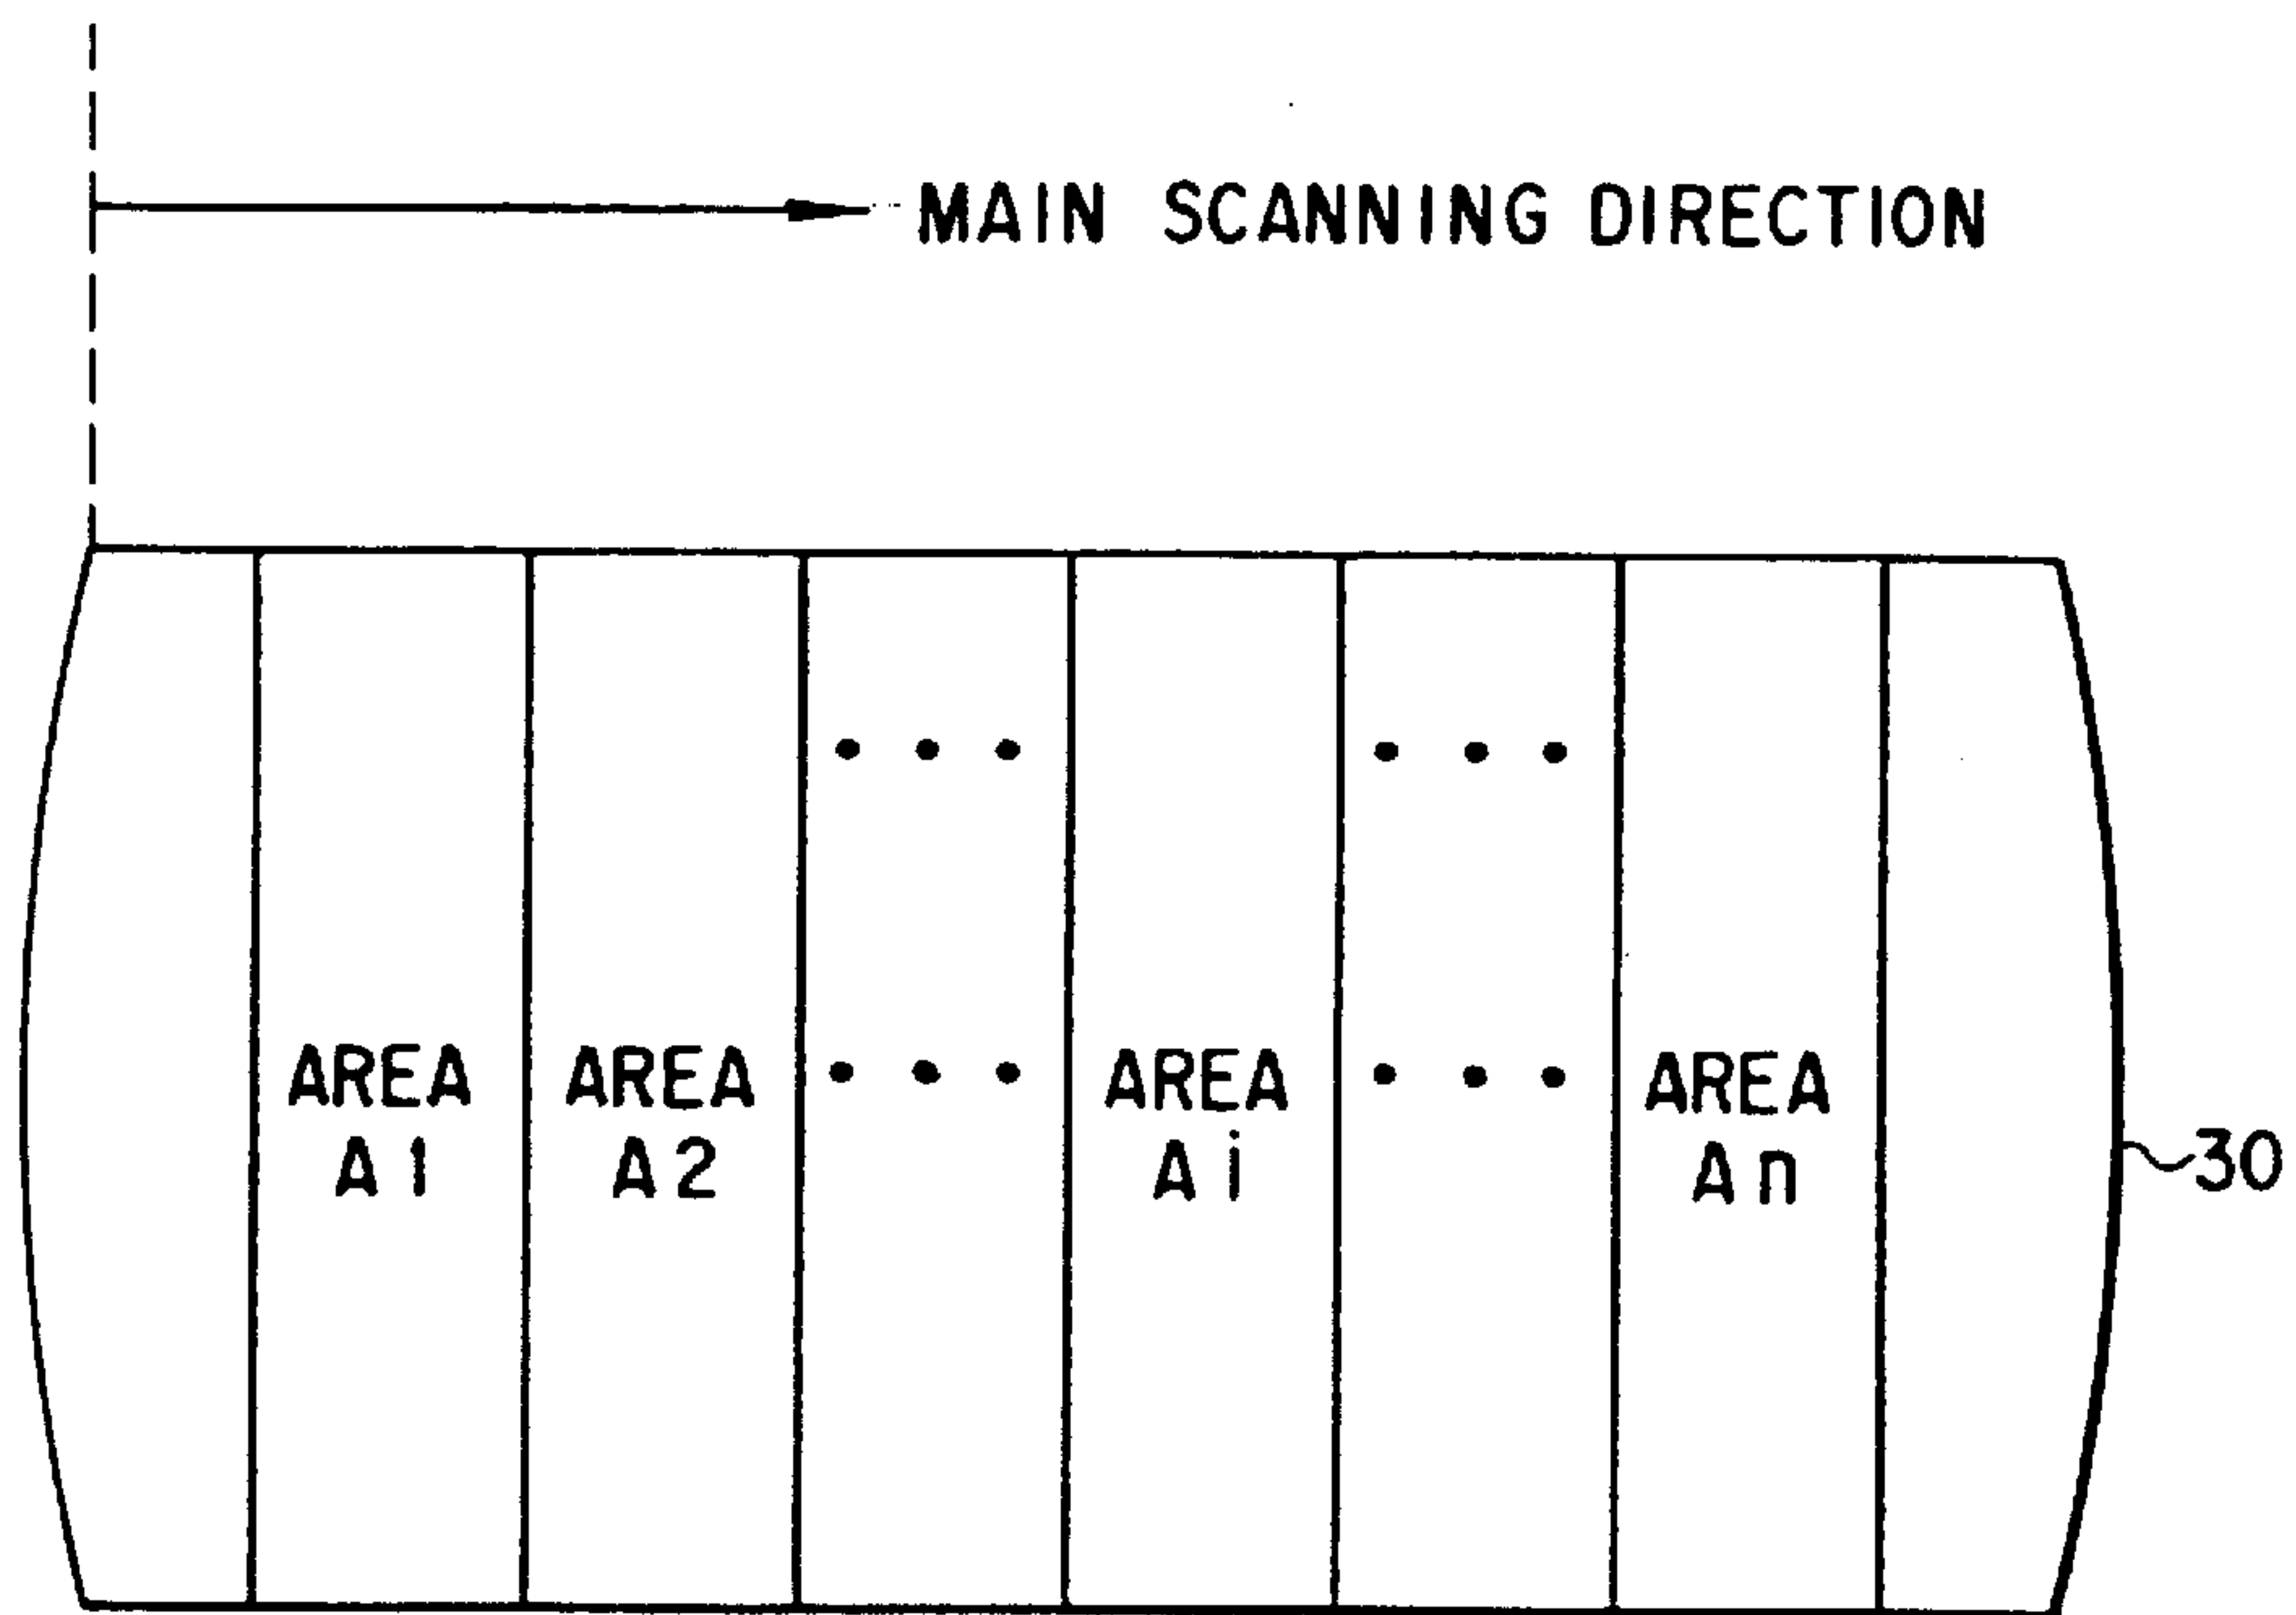 MAIN SCANNING DIRECTION
AREA A1
AREA A2
AREA Ai
AREA An
30